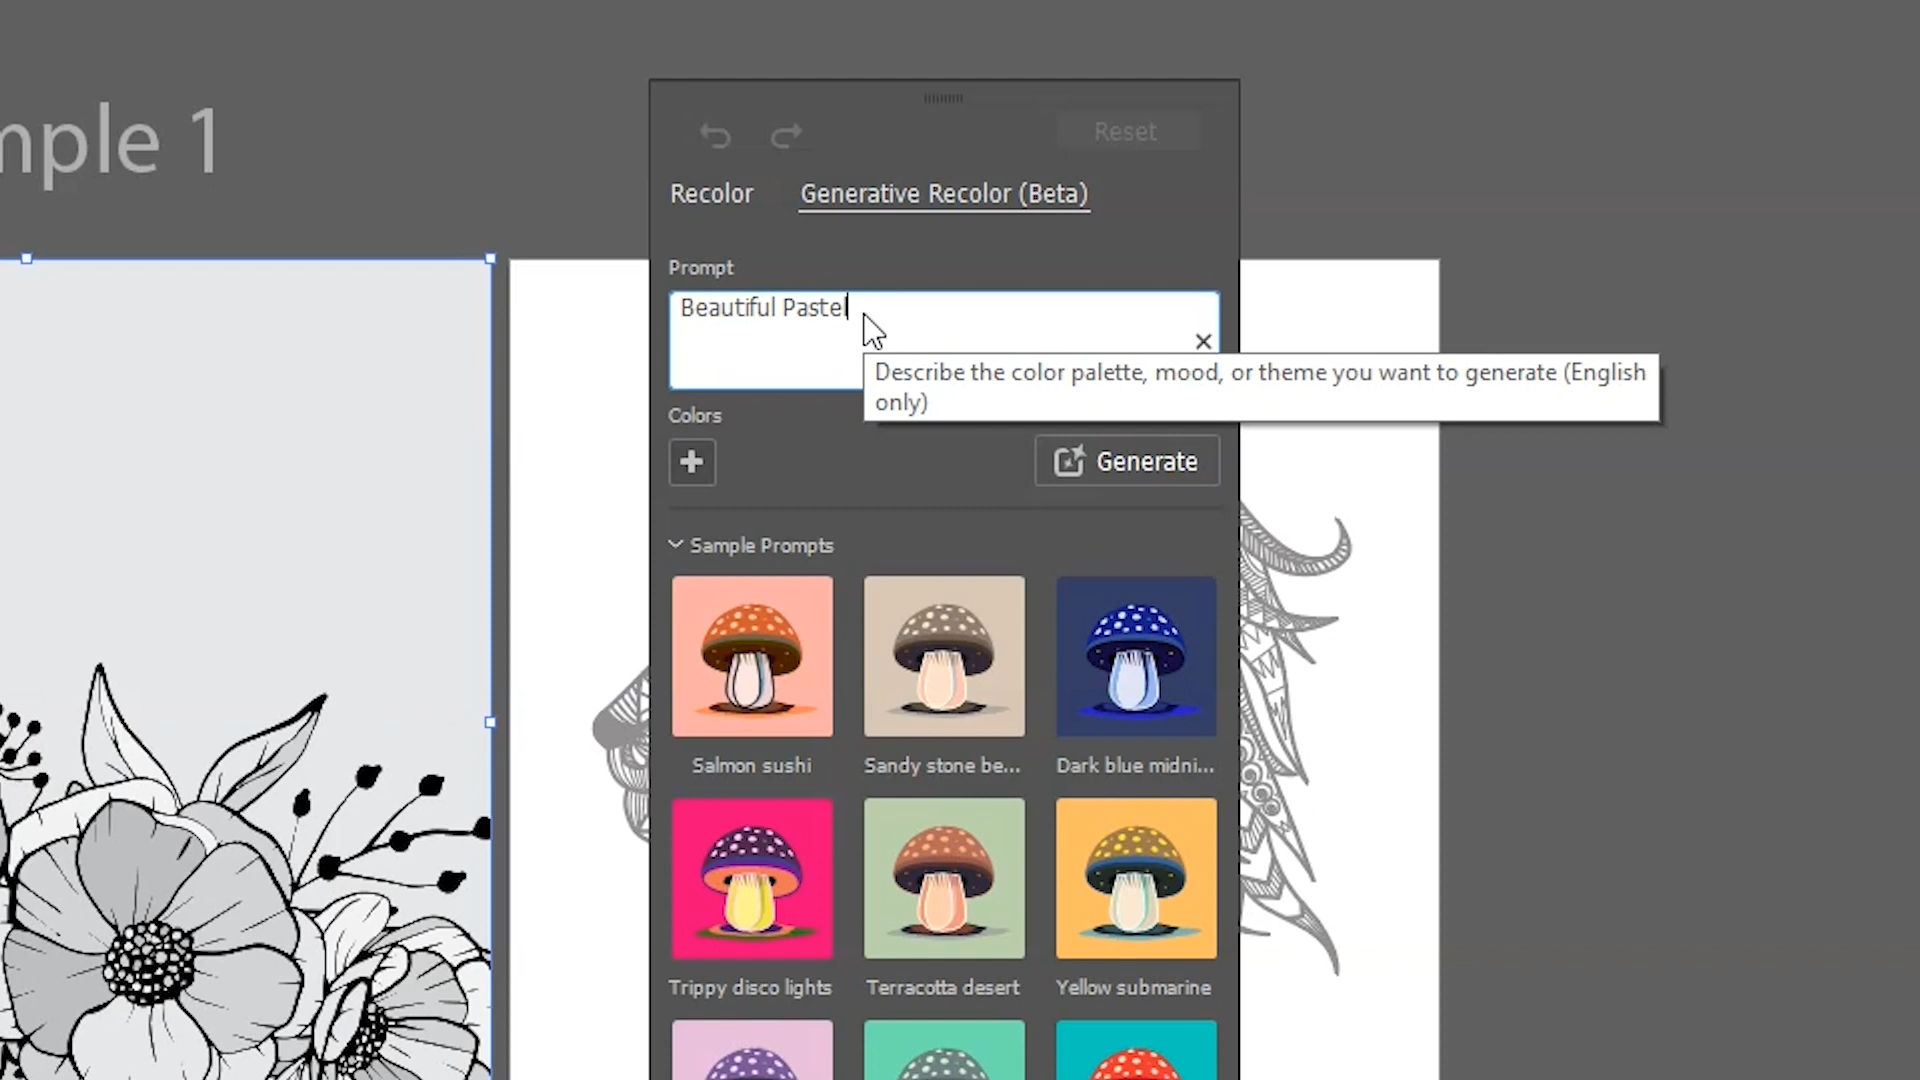 mple 1
Reset
Recolor
Generative Recolor (Beta)
Prompt
Beautiful Pastel
Describe the color palette, mood, or theme you want to generate (English
only)
Colors
Generate
Sample Prompts
Salmon sushi
Sandy stone be...
Dark blue midni...
Trippy disco lights
Terracotta desert
Yellow submarine